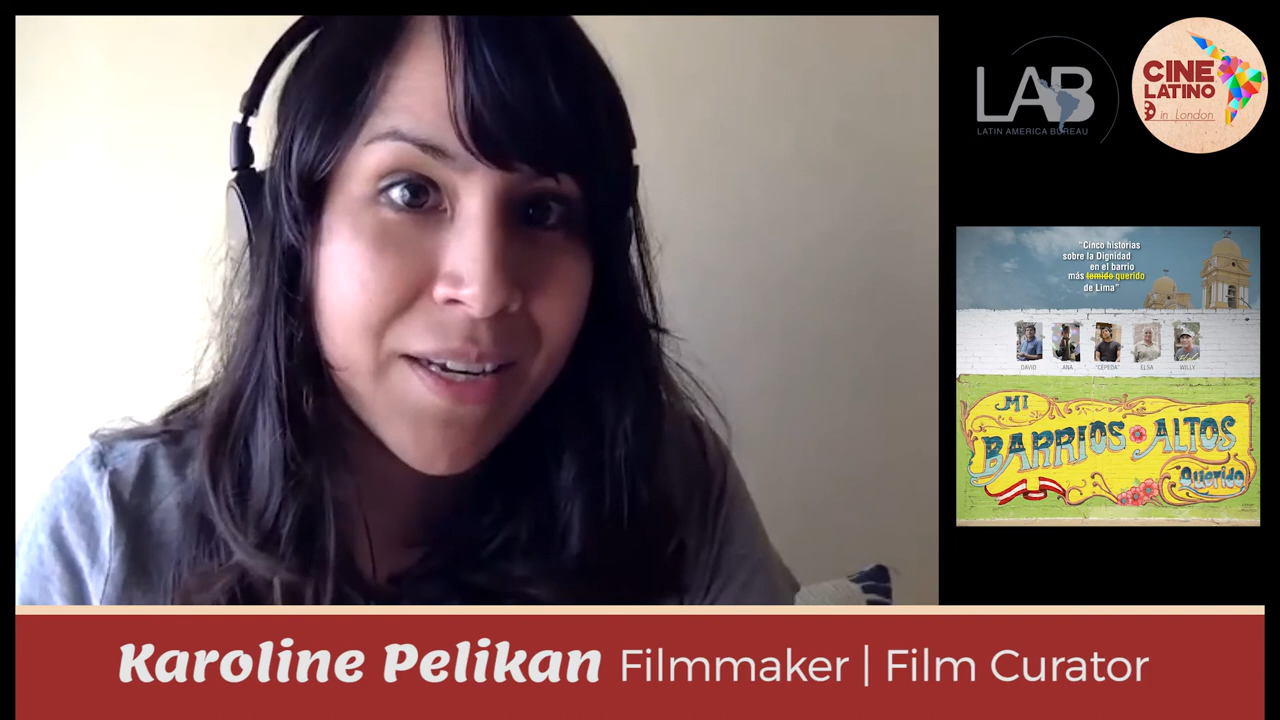 LAB
LATIN AMERICA BUREAU
CINE
LATINO
in London
"Cinco historias
sobre la Dignidad
en el barrio
más temido querido
de Lima"
DAVID
ANA
"CEPEDA"
ELSA
WILLY
MI
BARRIOS ALTOS
Querido
Karoline Pelikan Filmmaker | Film Curator